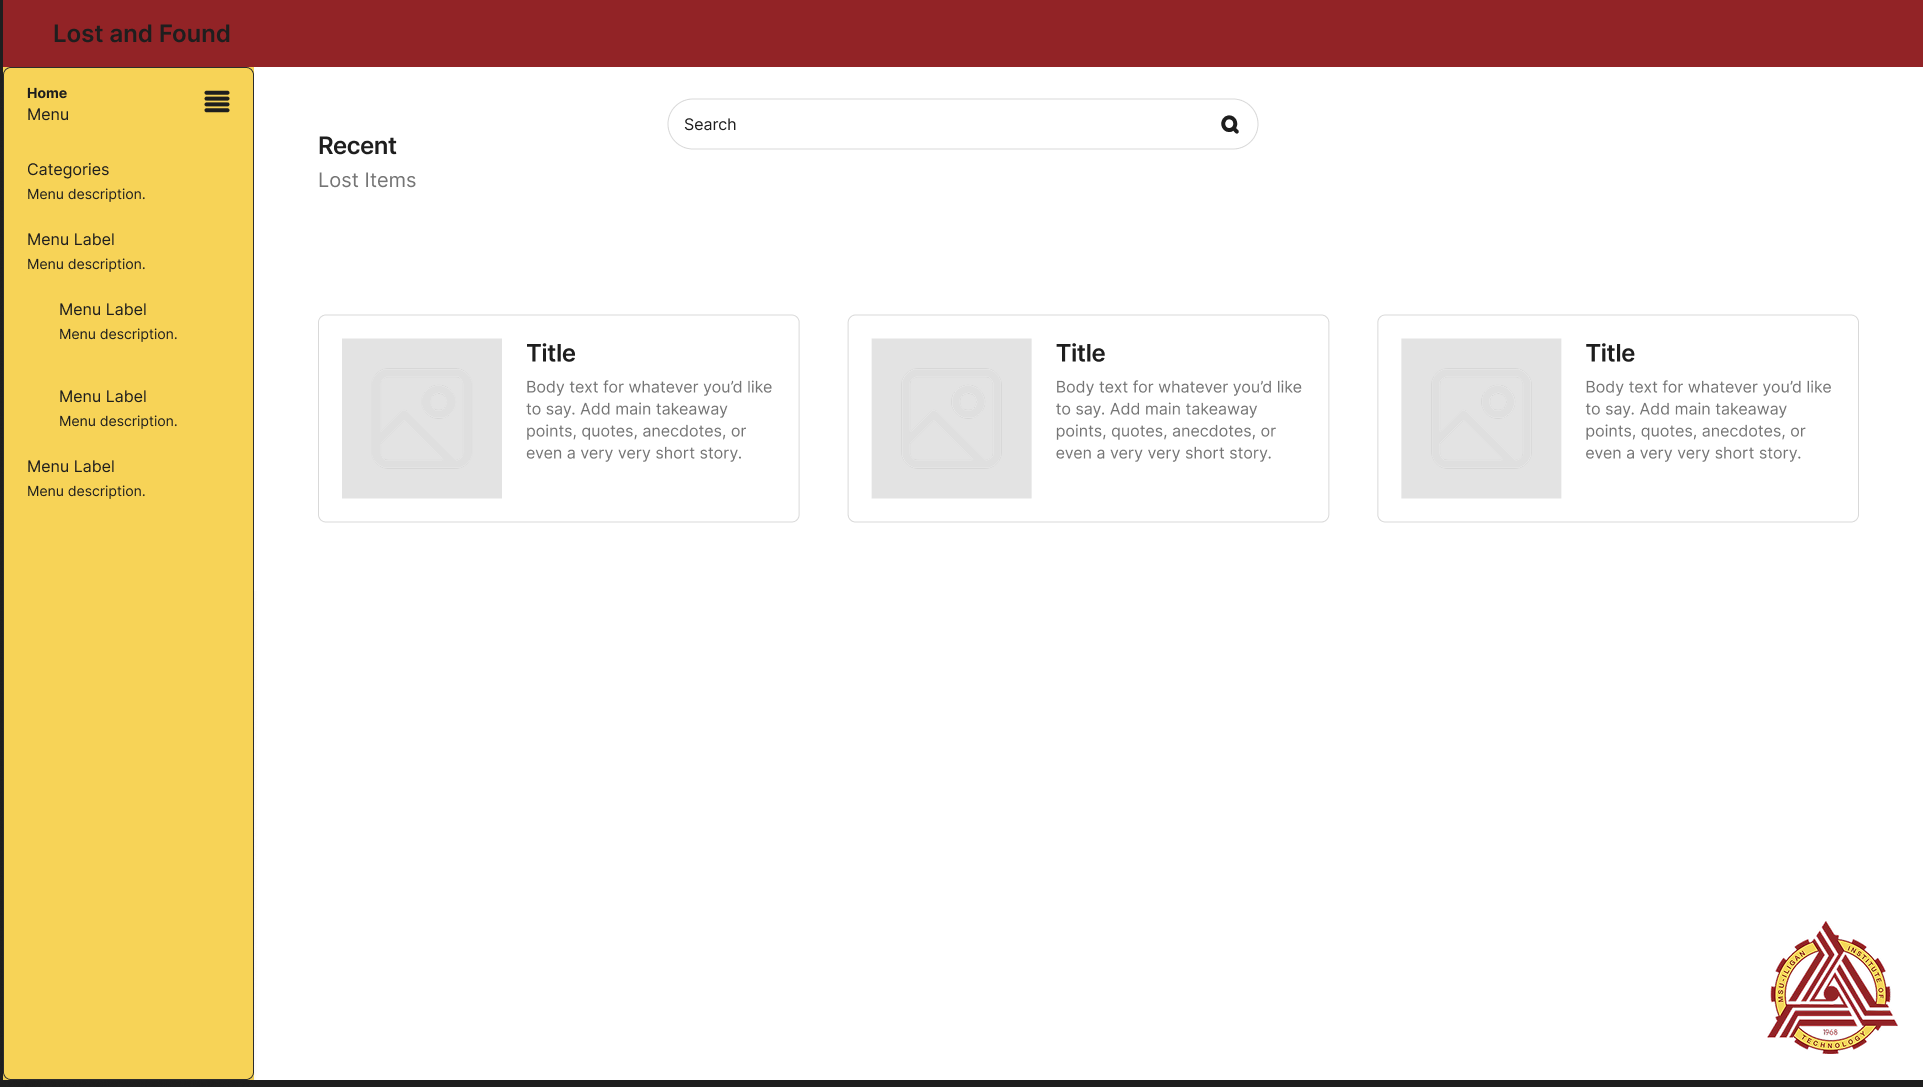 Lost and Found
Home
Menu
Categories
Menu description.
Menu Label
Menu description.
Menu Label
Menu description.
Menu Label
Menu description.
Menu Label
Menu description.
Search
Recent
Lost Items
Title
Body text for whatever you’d like
to say. Add main takeaway
points, quotes, anecdotes, or
even a very very short story.
Title
Body text for whatever you’d like
to say. Add main takeaway
points, quotes, anecdotes, or
even a very very short story.
Title
Body text for whatever you’d like
to say. Add main takeaway
points, quotes, anecdotes, or
even a very very short story.
MSU-ILIGAN INSTITUTE OF
1968
TECHNOLOGY